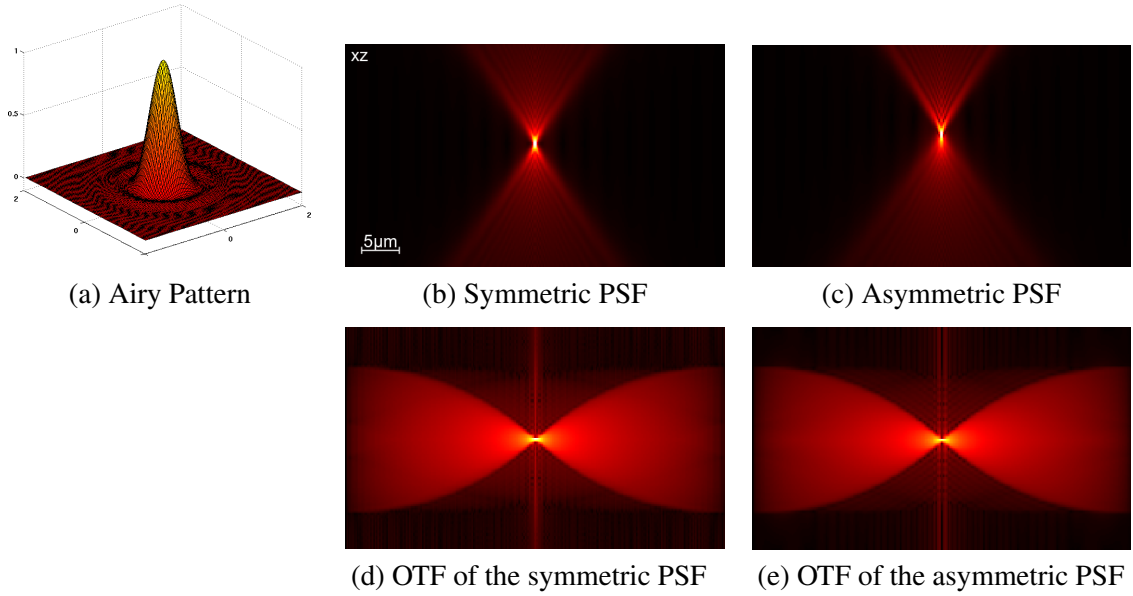 1
0.5
0
2
0
0
2
(a) Airy Pattern
xz
5µm
(b) Symmetric PSF
(c) Asymmetric PSF
(d) OTF of the symmetric PSF
(e) OTF of the asymmetric PSF